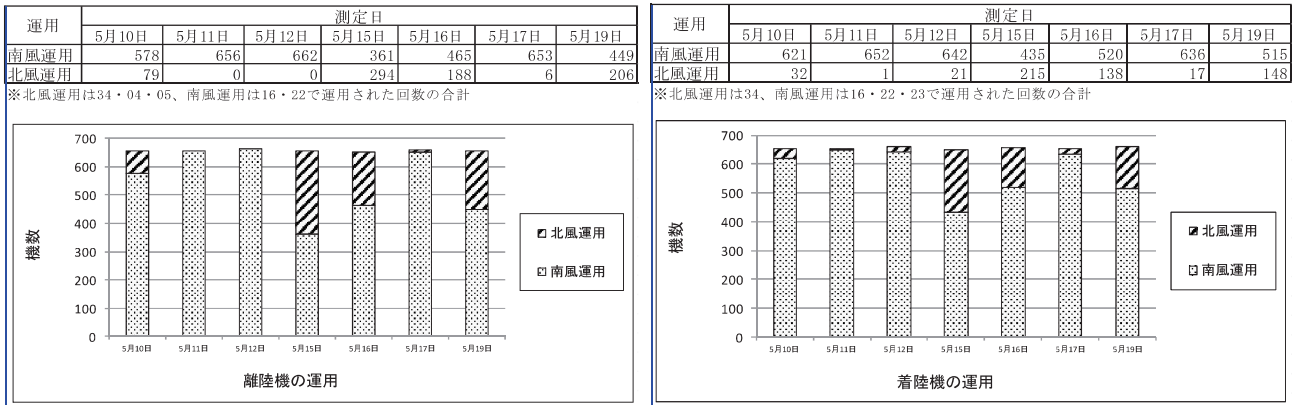 運用 測定日
5月10日 5月11日 5月12日 5月15日 5月16日 5月17日 5月19日
南風運用 578 656 662 361 465 653 449
北風運用 79 0 0 294 188 6 206
※北風運用は34・04・05、南風運用は16・22で運用された回数の合計
700
600
500
400
300
200
100
0
機数
5月10日 5月11日 5月12日 5月15日 5月16日 5月17日 5月19日
離陸機の運用
北風運用
南風運用
運用 測定日
5月10日 5月11日 5月12日 5月15日 5月16日 5月17日 5月19日
南風運用 621 652 642 435 520 636 515
北風運用 32 1 21 215 138 17 148
※北風運用は34、南風運用は16・22・23で運用された回数の合計
700
600
500
400
300
200
100
0
機数
5月10日 5月11日 5月12日 5月15日 5月16日 5月17日 5月19日
着陸機の運用
北風運用
南風運用